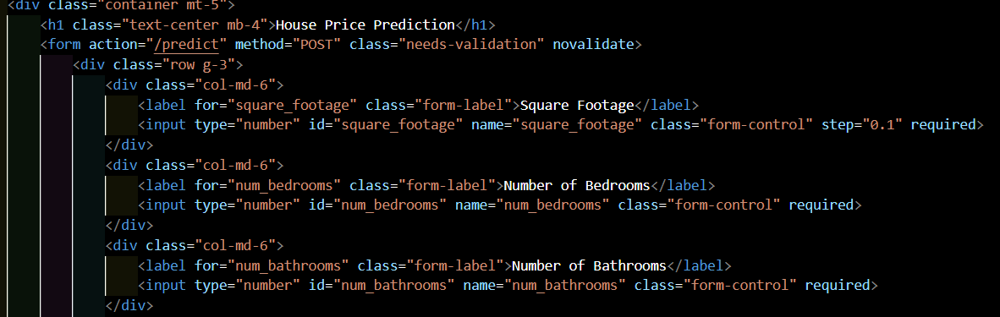 <div class="container mt-5">
<h1 class="text-center mb-4">House Price Prediction</h1>
<form action="/predict" method="POST" class="needs-validation" novalidate>
<div class="row g-3">
<div class="col-md-6">
<label for="square_footage" class="form-label">Square Footage</label>
<input type="number" id="square_footage" name="square_footage" class="form-control" step="0.1" required>
</div>
<div class="col-md-6">
<label for="num_bedrooms" class="form-label">Number of Bedrooms</label>
<input type="number" id="num_bedrooms" name="num_bedrooms" class="form-control" required>
</div>
<div class="col-md-6">
<label for="num_bathrooms" class="form-label">Number of Bathrooms</label>
<input type="number" id="num_bathrooms" name="num_bathrooms" class="form-control" required>
</div>